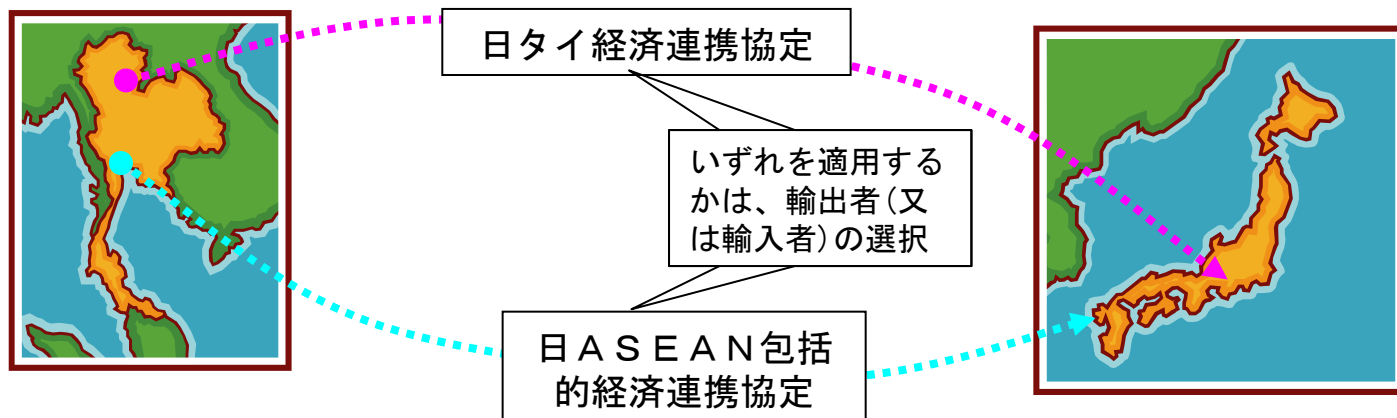 日タイ経済連携協定
いずれを適用する
かは、輸出者(又
は輸入者)の選択
日ASEAN包括
的経済連携協定